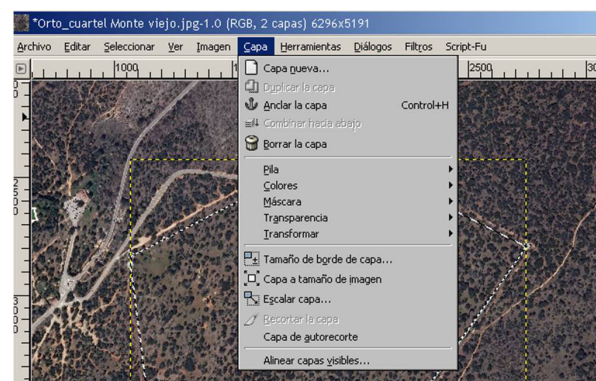 *Orto_cuartel Monte viejo.jpg-1.0 (RGB, 2 capas) 6296x5191
Archivo Editar Seleccionar Ver Imagen Capa Herramientas Diálogos Filtros Script-Fu
1000 2500
Capa nueva...
Duplicar la capa
Anclar la capa Control+H
Combinar hacia abajo
Borrar la capa
Pila
Colores
Máscara
Transparencia
Transformar
Tamaño de borde de capa...
Capa a tamaño de imagen
Escalar capa...
Recortar la capa
Capa de autorecorte
Alinear capas visibles...